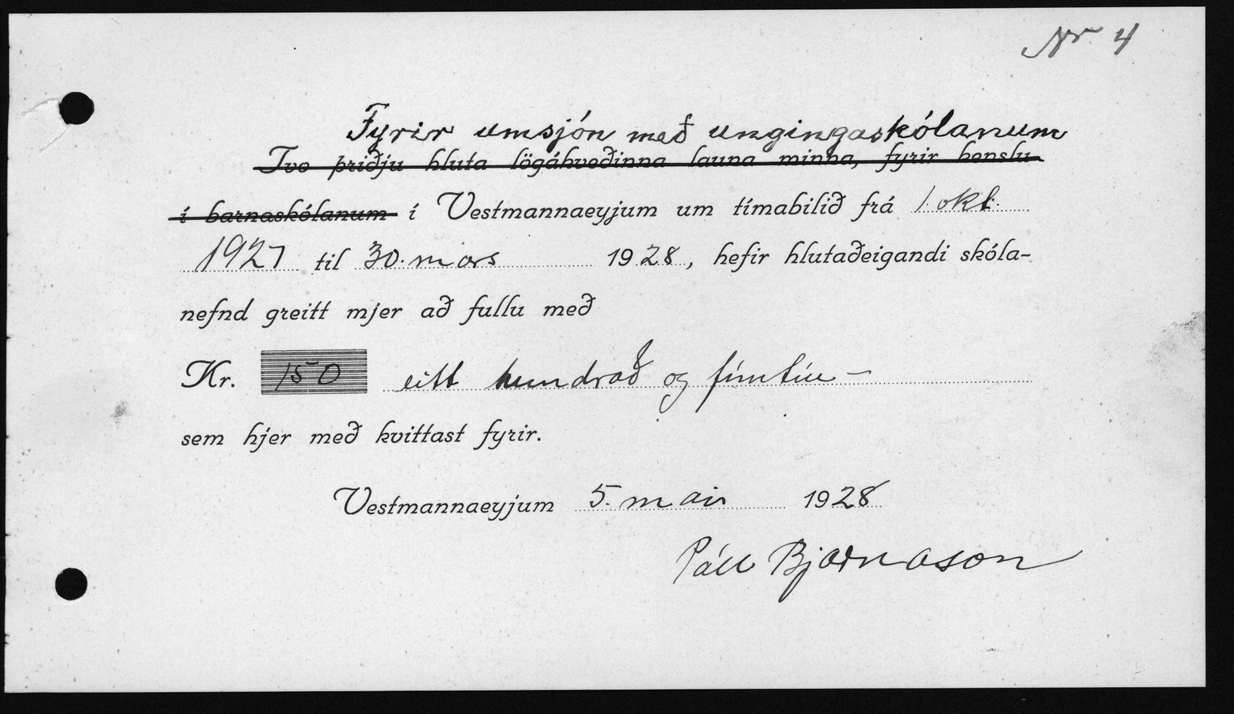 Nr 4
Fyrir umsjón með ungingaskólanum
Tvo þriðju hluta lögákveðinna launa minna, fyrir kenslu
í barnaskólanum í Vestmannaeyjum um tímabilið frá 1. okt.
1927 til 30. mars 1928, hefir hlutaðeigandi skóla-
nefnd greitt mjer að fullu með
Kr. 150 eitt hundrað og fimtíu —
sem hjer með kvittast fyrir.
Vestmannaeyjum 5. maí 1928
Páll Bjarnason